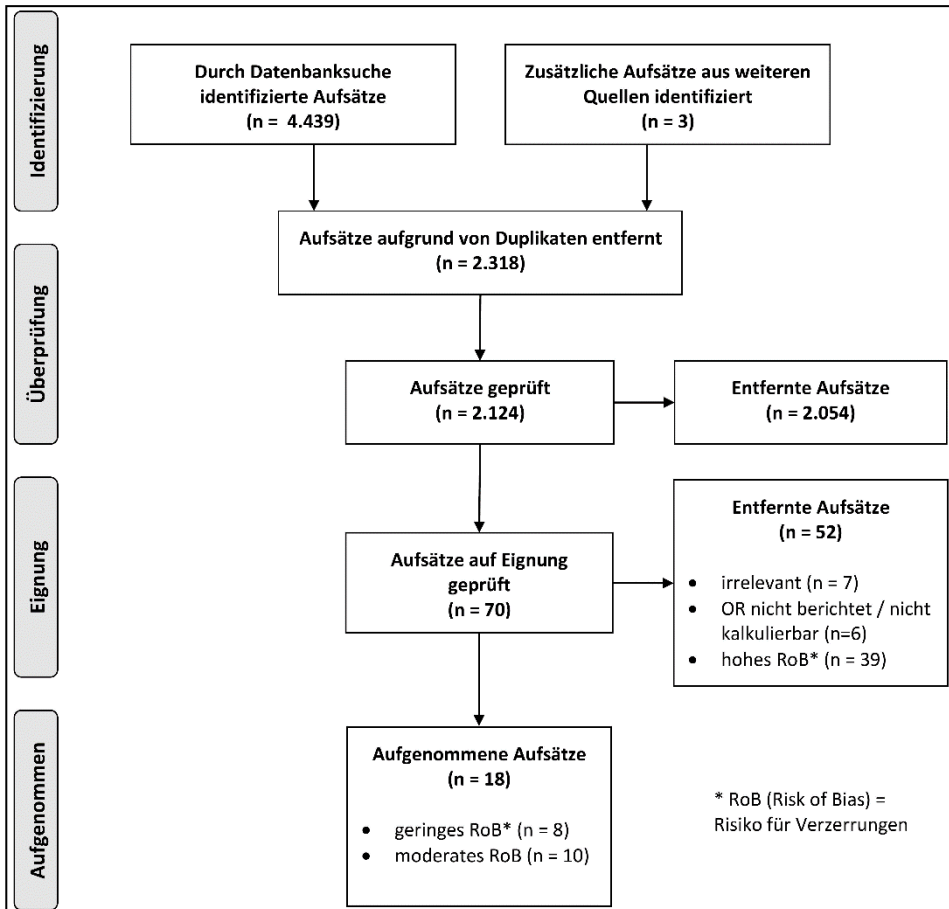 Identifizierung
Durch Datenbanksuche
identifizierte Aufsätze
(n = 4.439)
Zusätzliche Aufsätze aus weiteren
Quellen identifiziert
(n = 3)
Aufsätze aufgrund von Duplikaten entfernt
(n = 2.318)
Überprüfung
Aufsätze geprüft
(n = 2.124)
Entfernte Aufsätze
(n = 2.054)
Eignung
Aufsätze auf Eignung
geprüft
(n = 70)
Entfernte Aufsätze
(n = 52)
• irrelevant (n = 7)
• OR nicht berichtet / nicht
kalkulierbar (n=6)
• hohes RoB* (n = 39)
Aufgenommen
Aufgenommene Aufsätze
(n = 18)
• geringes RoB* (n = 8)
• moderates RoB (n = 10)
* RoB (Risk of Bias) =
Risiko für Verzerrungen